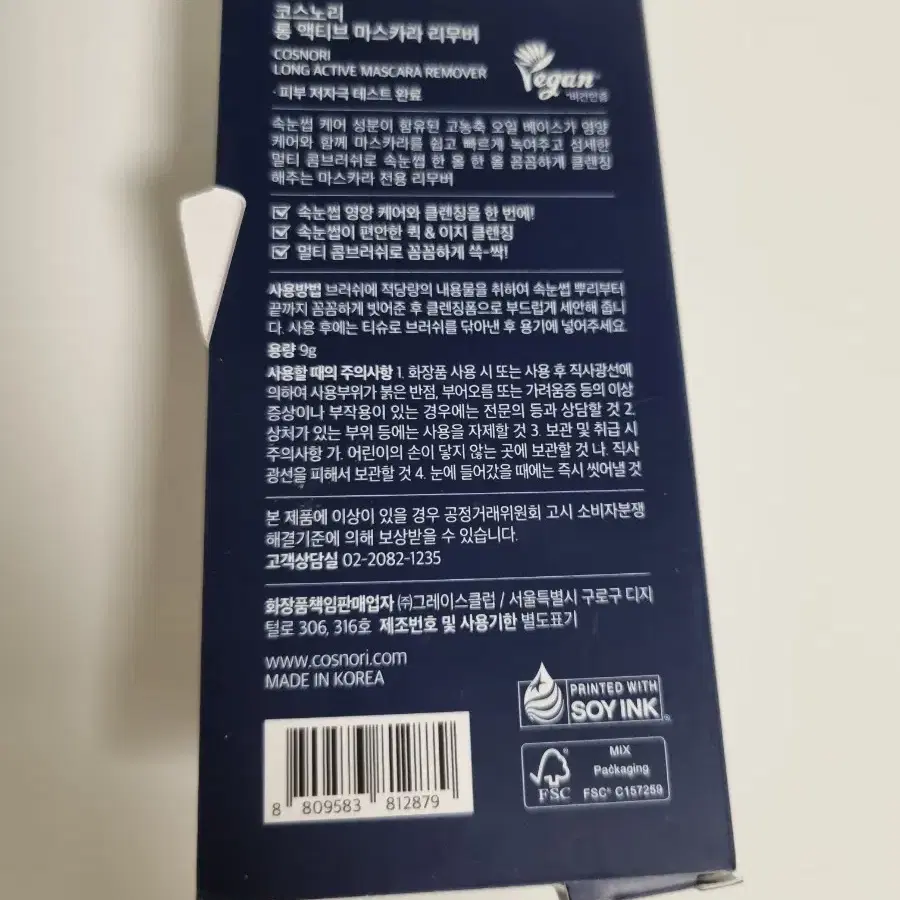 코스노리
롱 액티브 마스카라 리무버
COSNORI
LONG ACTIVE MASCARA REMOVER
· 피부 저자극 테스트 완료
Vegan
비건인증
속눈썹 케어 성분이 함유된 고농축 오일 베이스가 영양
케어와 함께 마스카라를 쉽고 빠르게 녹여주고 섬세한
멀티 콤브러쉬로 속눈썹 한 올 한 올 꼼꼼하게 클렌징
해주는 마스카라 전용 리무버
속눈썹 영양 케어와 클렌징을 한 번에!
속눈썹이 편안한 퀵 & 이지 클렌징
멀티 콤브러쉬로 꼼꼼하게 쓱-싹!
사용방법 브러쉬에 적당량의 내용물을 취하여 속눈썹 뿌리부터
끝까지 꼼꼼하게 빗어준 후 클렌징폼으로 부드럽게 세안해 줍니
다. 사용 후에는 티슈로 브러쉬를 닦아낸 후 용기에 넣어주세요.
용량 9g
사용할 때의 주의사항 1. 화장품 사용 시 또는 사용 후 직사광선에
의하여 사용부위가 붉은 반점, 부어오름 또는 가려움증 등의 이상
증상이나 부작용이 있는 경우에는 전문의 등과 상담할 것 2.
상처가 있는 부위 등에는 사용을 자제할 것 3. 보관 및 취급 시
주의사항 가. 어린이의 손이 닿지 않는 곳에 보관할 것 나. 직사
광선을 피해서 보관할 것 4. 눈에 들어갔을 때에는 즉시 씻어낼 것
본 제품에 이상이 있을 경우 공정거래위원회 고시 소비자분쟁
해결기준에 의해 보상받을 수 있습니다.
고객상담실 02-2082-1235
화장품책임판매업자 ㈜그레이스클럽 / 서울특별시 구로구 디지
털로 306, 316호 제조번호 및 사용기한 별도표기
www.cosnori.com
MADE IN KOREA
PRINTED WITH
SOY INK
8 809583 812879
FSC
MIX
Packaging
FSC® C157259